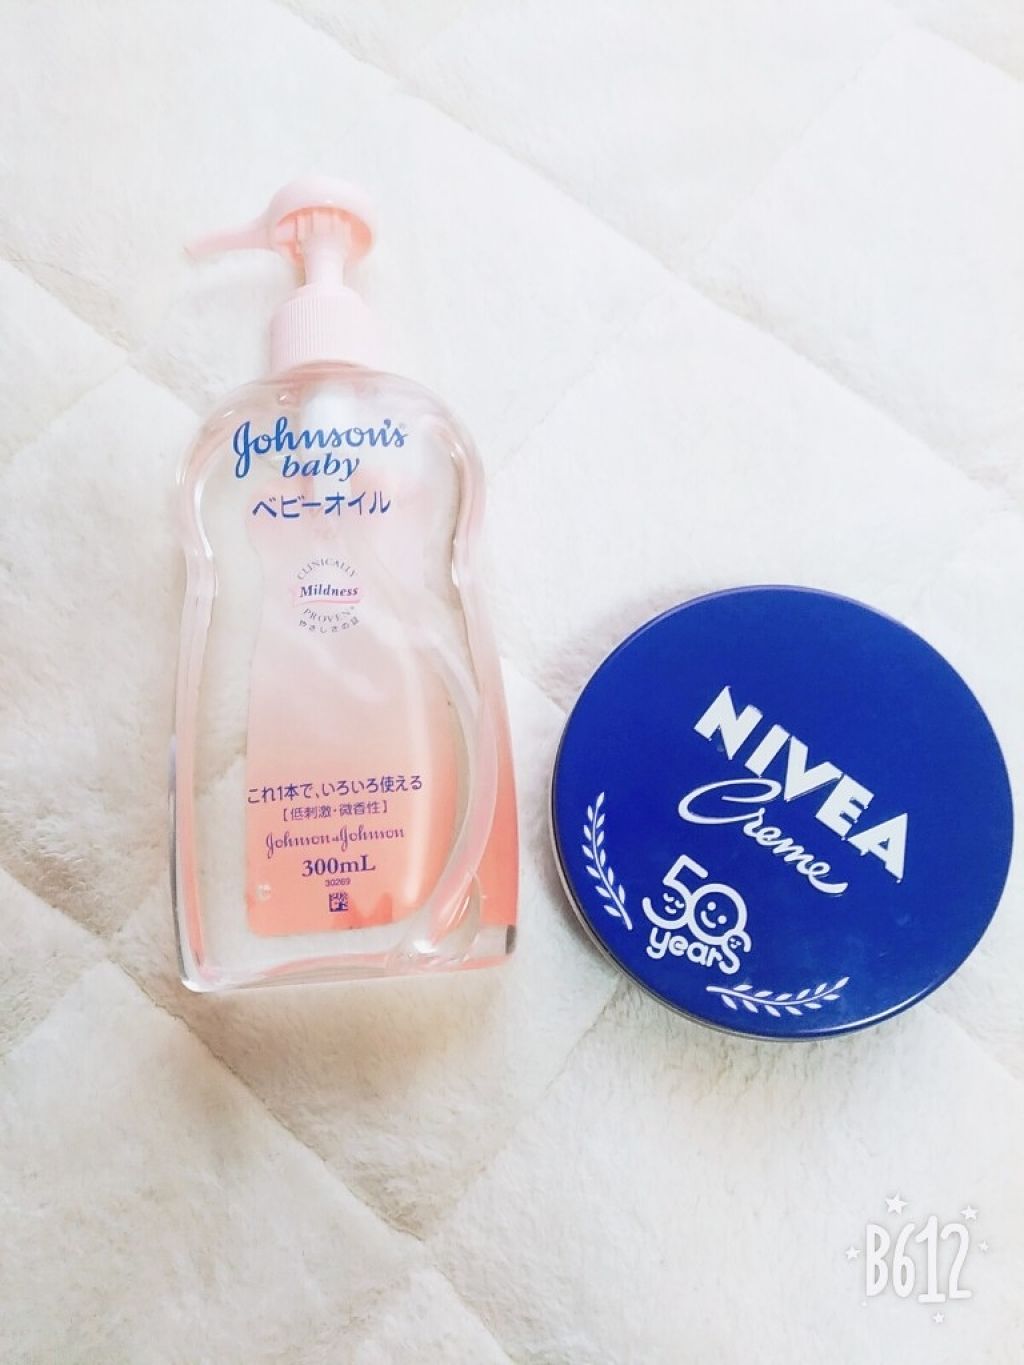 Johnson's
baby
ベビーオイル
CLINICALLY
Mildness
PROVEN®
やさしさの証
これ1本で、いろいろ使える
【低刺激・微香性】
Johnson&Johnson
300mL
30269
NIVEA
Creme
50
years
B612